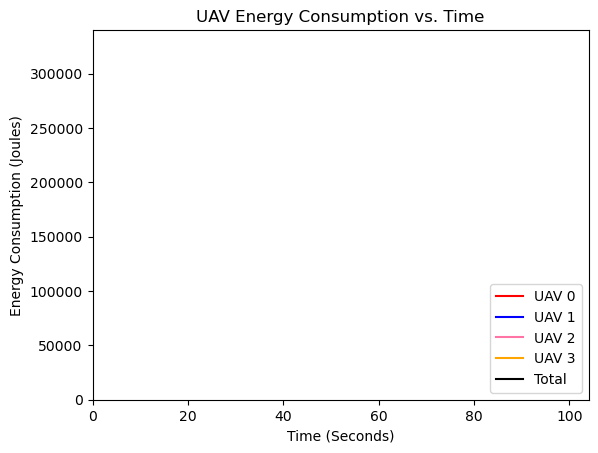 UAV Energy Consumption vs. Time
300000
250000
200000
150000
100000
50000
0
Energy Consumption (Joules)
UAV 0
UAV 1
UAV 2
UAV 3
Total
0 20 40 60 80 100
Time (Seconds)